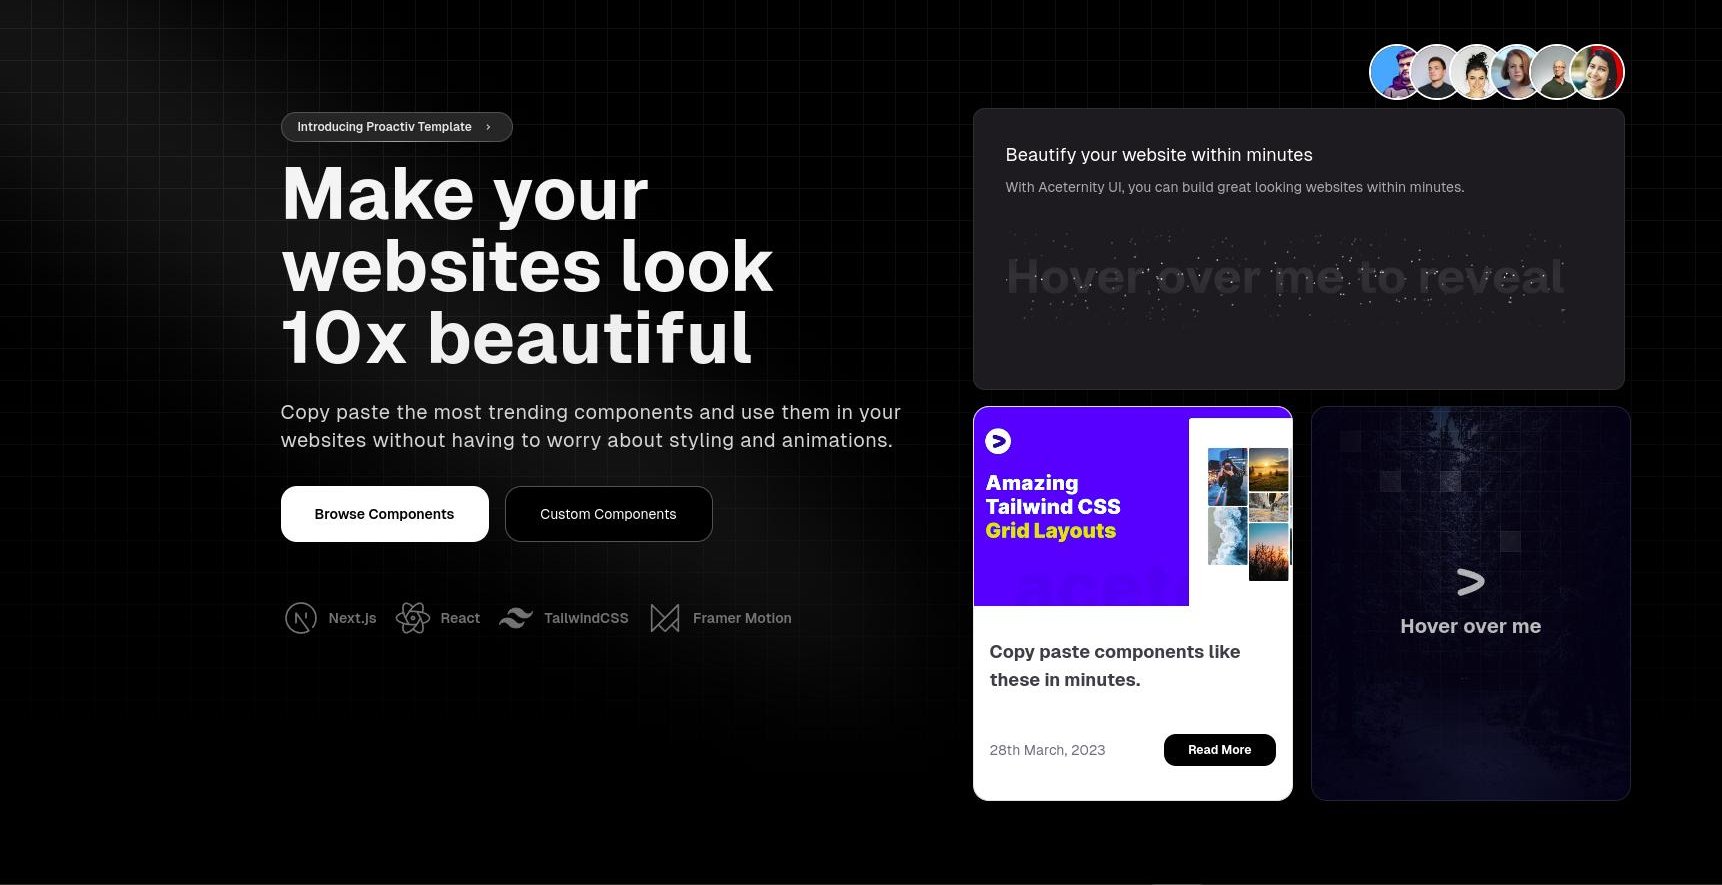 Introducing Proactiv Template
Make your
websites look
10x beautiful
Copy paste the most trending components and use them in your
websites without having to worry about styling and animations.
Browse Components
Custom Components
Next.js
React
TailwindCSS
Framer Motion
Beautify your website within minutes
With Aceternity UI, you can build great looking websites within minutes.
Hover over me to reveal
Amazing
Tailwind CSS
Grid Layouts
acet
Copy paste components like
these in minutes.
28th March, 2023
Read More
Hover over me